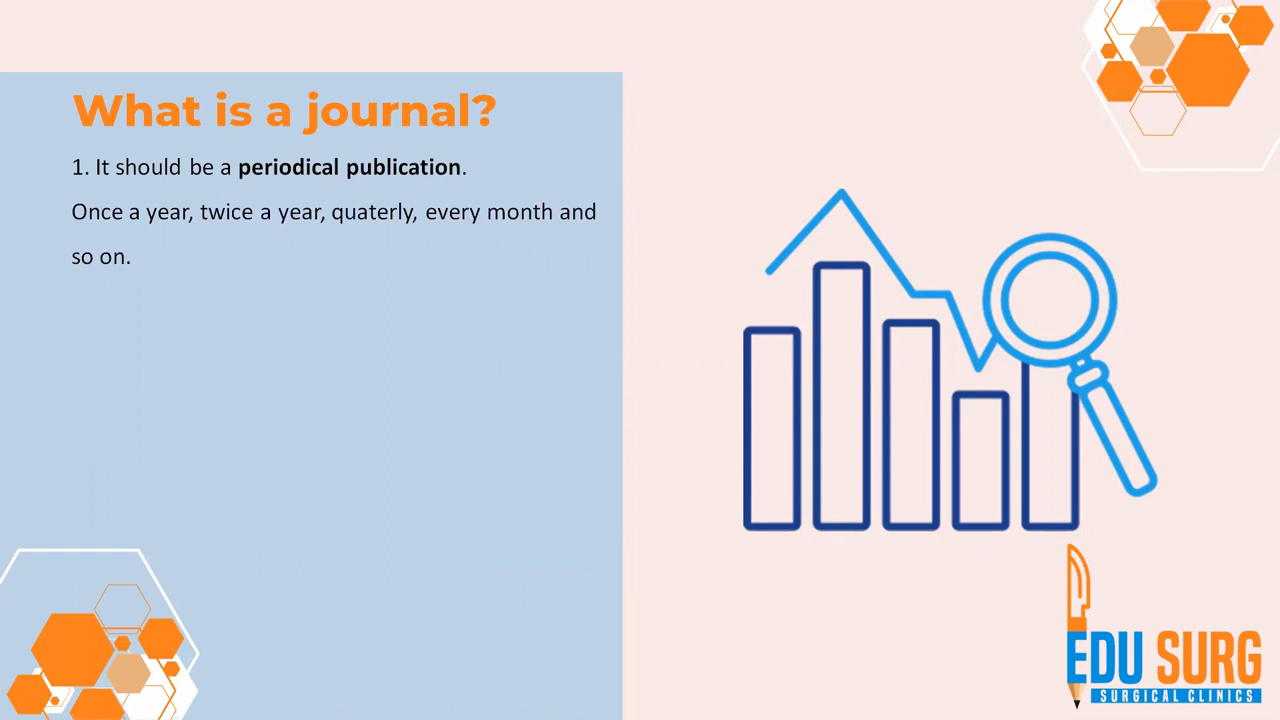 What is a journal?
1. It should be a periodical publication.
Once a year, twice a year, quaterly, every month and
so on.
EDU SURG
SURGICAL CLINICS